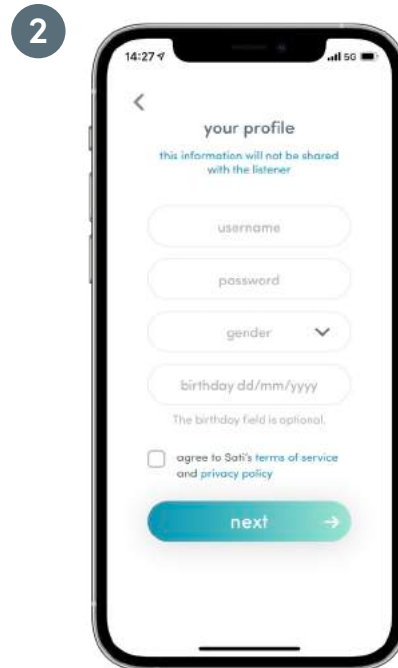 2
14:27
5G
your profile
this information will not be shared
with the listener
username
password
gender
birthday dd/mm/yyyy
The birthday field is optional.
agree to Sati's terms of service
and privacy policy
next